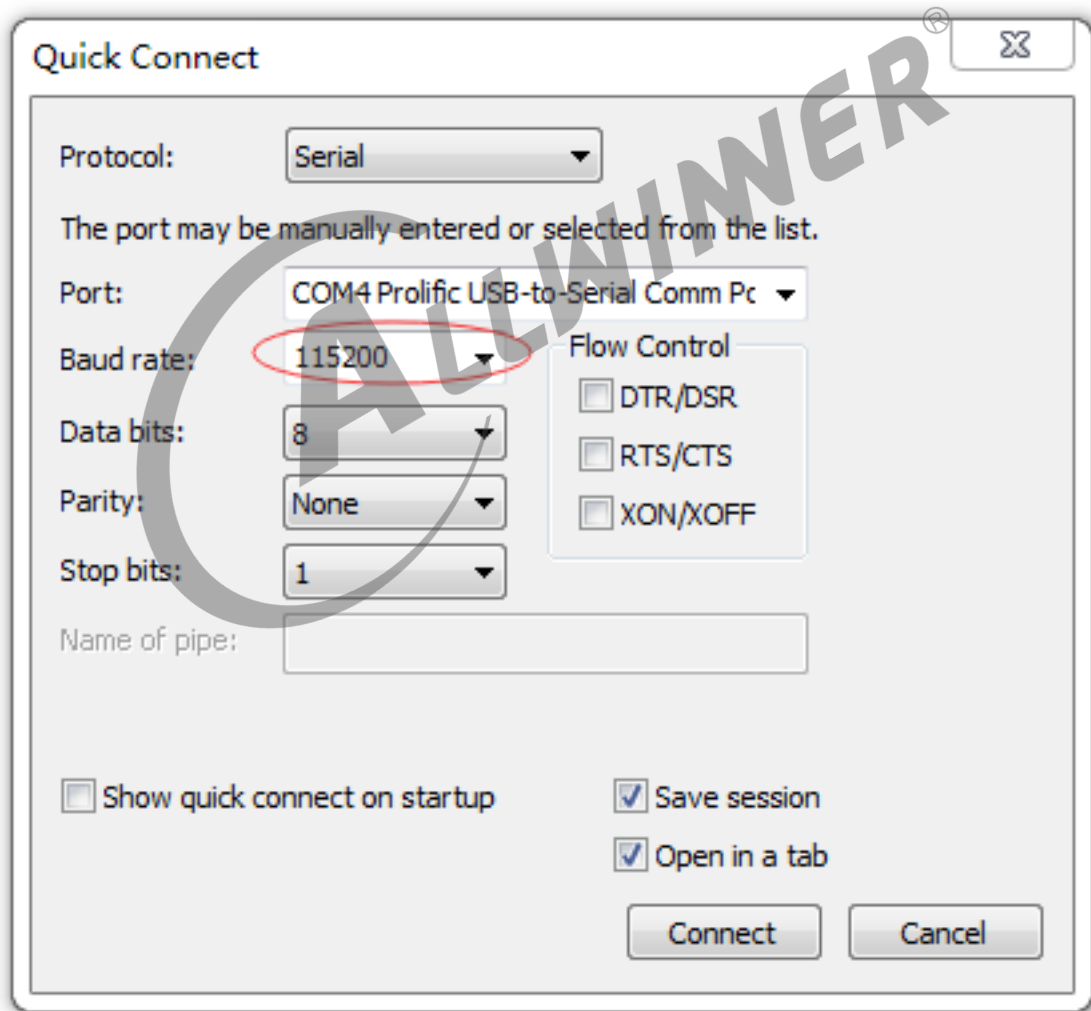 Quick Connect
Protocol:
Serial
The port may be manually entered or selected from the list.
Port:
COM4 Prolific USB-to-Serial Comm Pc
Baud rate:
115200
Flow Control
DTR/DSR
Data bits:
8
RTS/CTS
Parity:
None
XON/XOFF
Stop bits:
1
Name of pipe:
Show quick connect on startup
Save session
Open in a tab
Connect
Cancel
ALLWINNER®